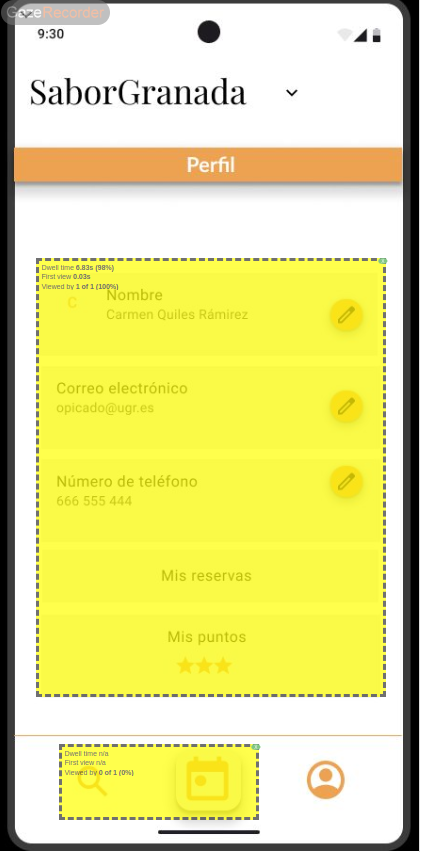 GazeRecorder
9:30
SaborGranada
Perfil
Dwell time 6.83s (98%)
First view 0.03s
Viewed by 1 of 1 (100%)
C
Nombre
Carmen Quiles Rámirez
Correo electrónico
opicado@ugr.es
Número de teléfono
666 555 444
Mis reservas
Mis puntos
Dwell time n/a
First view n/a
Viewed by 0 of 1 (0%)